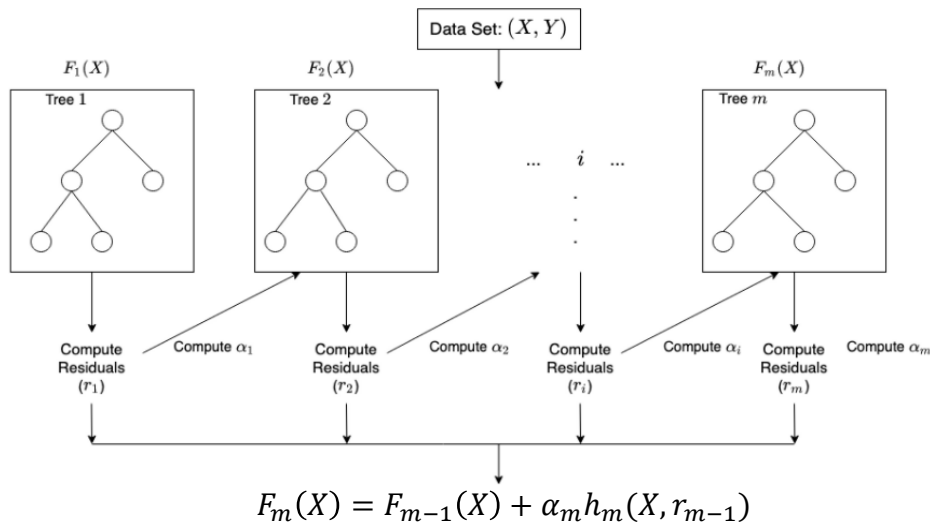 Data Set: (X, Y)
F₁(X)
F₂(X)
Fₘ(X)
Tree 1
Tree 2
Tree m
... i ...
.
.
.
Compute
Residuals
(r₁)
Compute α₁
Compute
Residuals
(r₂)
Compute α₂
Compute
Residuals
(rᵢ)
Compute αᵢ
Compute
Residuals
(rₘ)
Compute αₘ
Fₘ(X) = Fₘ₋₁(X) + αₘhₘ(X, rₘ₋₁)